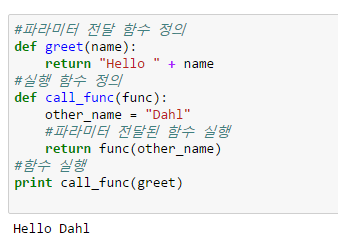 #파라미터 전달 함수 정의
def greet(name):
    return "Hello " + name
#실행 함수 정의
def call_func(func):
    other_name = "Dahl"
    #파라미터 전달된 함수 실행
    return func(other_name)
#함수 실행
print call_func(greet)
Hello Dahl